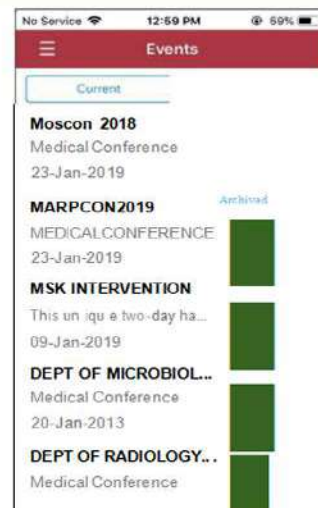 No Service 12:59 PM 59%
Events
Current
Moscon 2018
Medical Conference
23-Jan-2019
Archived
MARPCON2019
MEDICALCONFERENCE
23-Jan-2019
MSK INTERVENTION
This un iqu e two-day ha...
09-Jan-2019
DEPT OF MICROBIOL...
Medical Conference
20-Jan-2013
DEPT OF RADIOLOGY...
Medical Conference